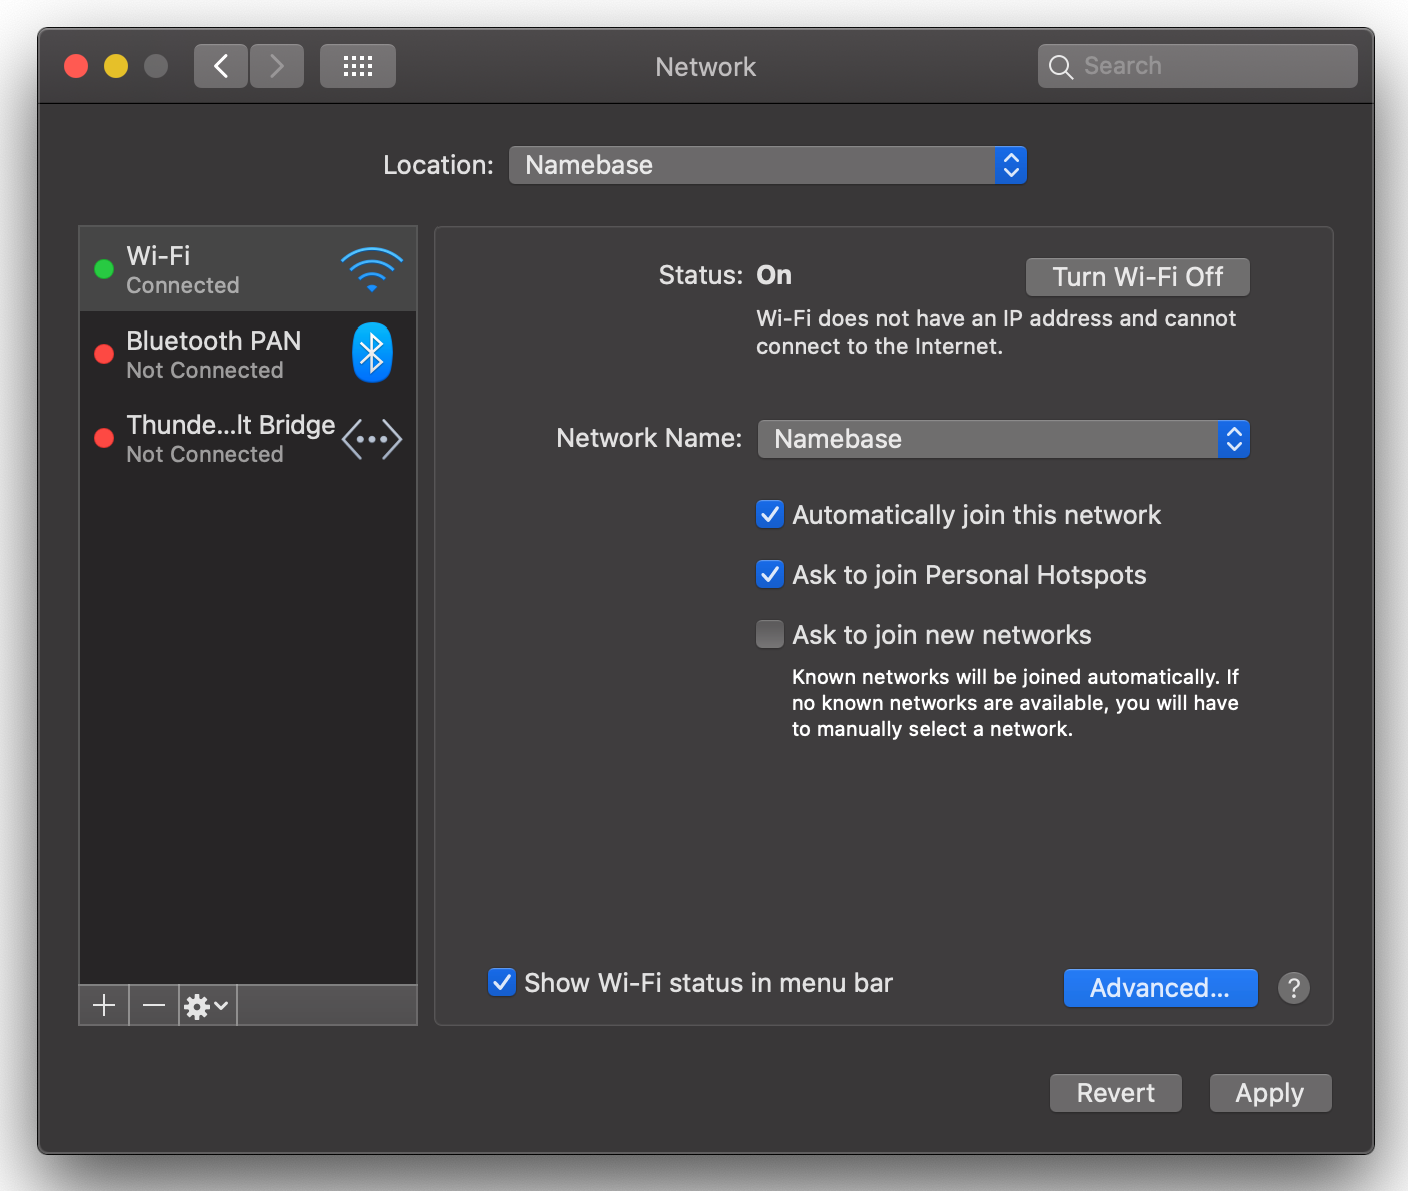 Network
Search
Location: Namebase
Wi-Fi
Connected
Bluetooth PAN
Not Connected
Thunde...lt Bridge
Not Connected
Status: On
Turn Wi-Fi Off
Wi-Fi does not have an IP address and cannot
connect to the Internet.
Network Name: Namebase
Automatically join this network
Ask to join Personal Hotspots
Ask to join new networks
Known networks will be joined automatically. If
no known networks are available, you will have
to manually select a network.
Show Wi-Fi status in menu bar
Advanced...
?
Revert
Apply